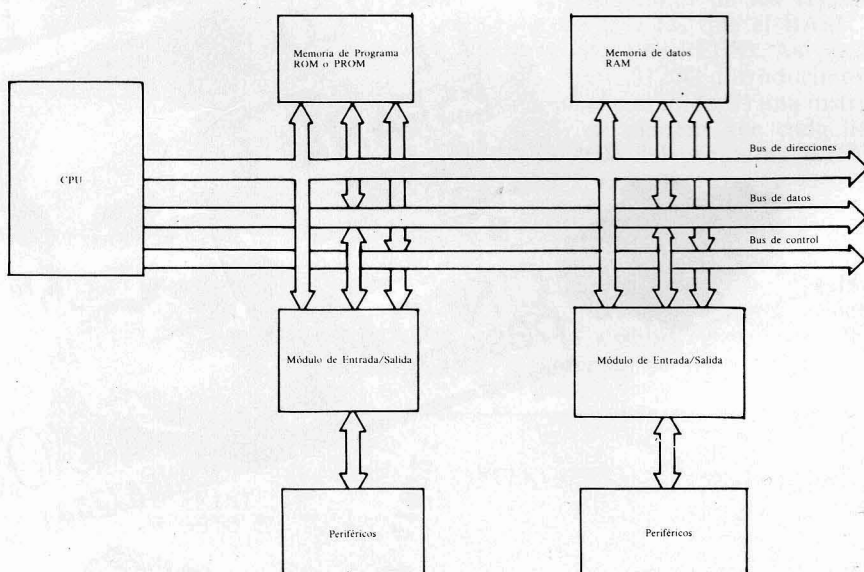 Memoria de Programa
ROM o PROM
Memoria de datos
RAM
CPU
Bus de direcciones
Bus de datos
Bus de control
Módulo de Entrada/Salida
Módulo de Entrada/Salida
Periféricos
Periféricos